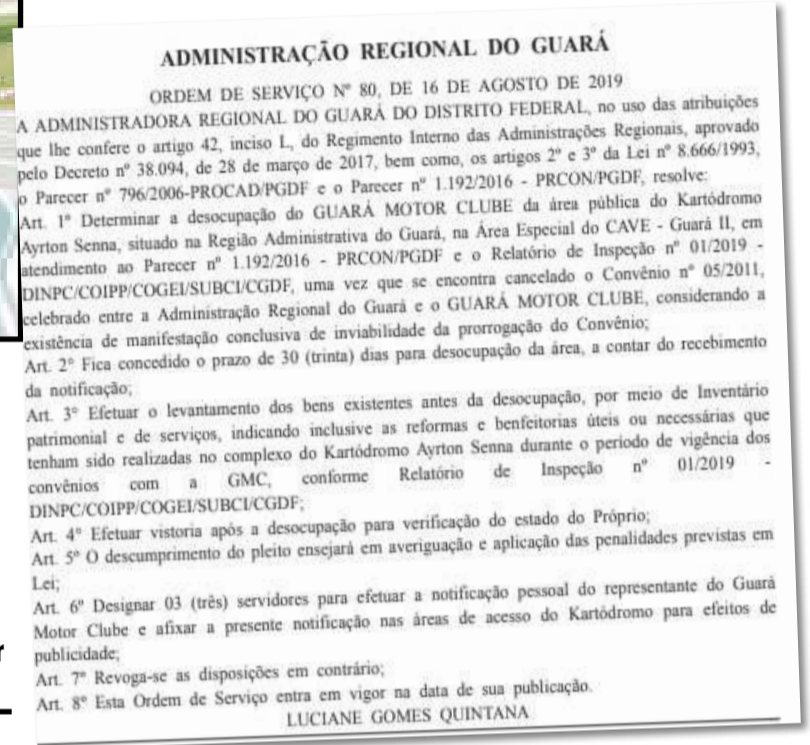 ADMINISTRAÇÃO REGIONAL DO GUARÁ
ORDEM DE SERVIÇO Nº 80, DE 16 DE AGOSTO DE 2019
A ADMINISTRADORA REGIONAL DO GUARÁ DO DISTRITO FEDERAL, no uso das atribuições
que lhe confere o artigo 42, inciso L, do Regimento Interno das Administrações Regionais, aprovado
pelo Decreto nº 38.094, de 28 de março de 2017, bem como, os artigos 2º e 3º da Lei nº 8.666/1993,
o Parecer nº 796/2006-PROCAD/PGDF e o Parecer nº 1.192/2016 - PRCON/PGDF, resolve:
Art. 1º Determinar a desocupação do GUARÁ MOTOR CLUBE da área pública do Kartódromo
Ayrton Senna, situado na Região Administrativa do Guará, na Área Especial do CAVE - Guará II, em
atendimento ao Parecer nº 1.192/2016 - PRCON/PGDF e o Relatório de Inspeção nº 01/2019 -
DINPC/COIPP/COGEI/SUBCI/CGDF, uma vez que se encontra cancelado o Convênio nº 05/2011,
celebrado entre a Administração Regional do Guará e o GUARÁ MOTOR CLUBE, considerando a
existência de manifestação conclusiva de inviabilidade da prorrogação do Convênio;
Art. 2º Fica concedido o prazo de 30 (trinta) dias para desocupação da área, a contar do recebimento
da notificação;
Art. 3º Efetuar o levantamento dos bens existentes antes da desocupação, por meio de Inventário
patrimonial e de serviços, indicando inclusive as reformas e benfeitorias úteis ou necessárias que
tenham sido realizadas no complexo do Kartódromo Ayrton Senna durante o período de vigência dos
convênios com a GMC, conforme Relatório de Inspeção nº 01/2019 -
DINPC/COIPP/COGEI/SUBCI/CGDF;
Art. 4º Efetuar vistoria após a desocupação para verificação do estado do Próprio;
Art. 5º O descumprimento do pleito ensejará em averiguação e aplicação das penalidades previstas em
Lei;
Art. 6º Designar 03 (três) servidores para efetuar a notificação pessoal do representante do Guará
Motor Clube e afixar a presente notificação nas áreas de acesso do Kartódromo para efeitos de
publicidade;
Art. 7º Revoga-se as disposições em contrário;
Art. 8º Esta Ordem de Serviço entra em vigor na data de sua publicação.
LUCIANE GOMES QUINTANA